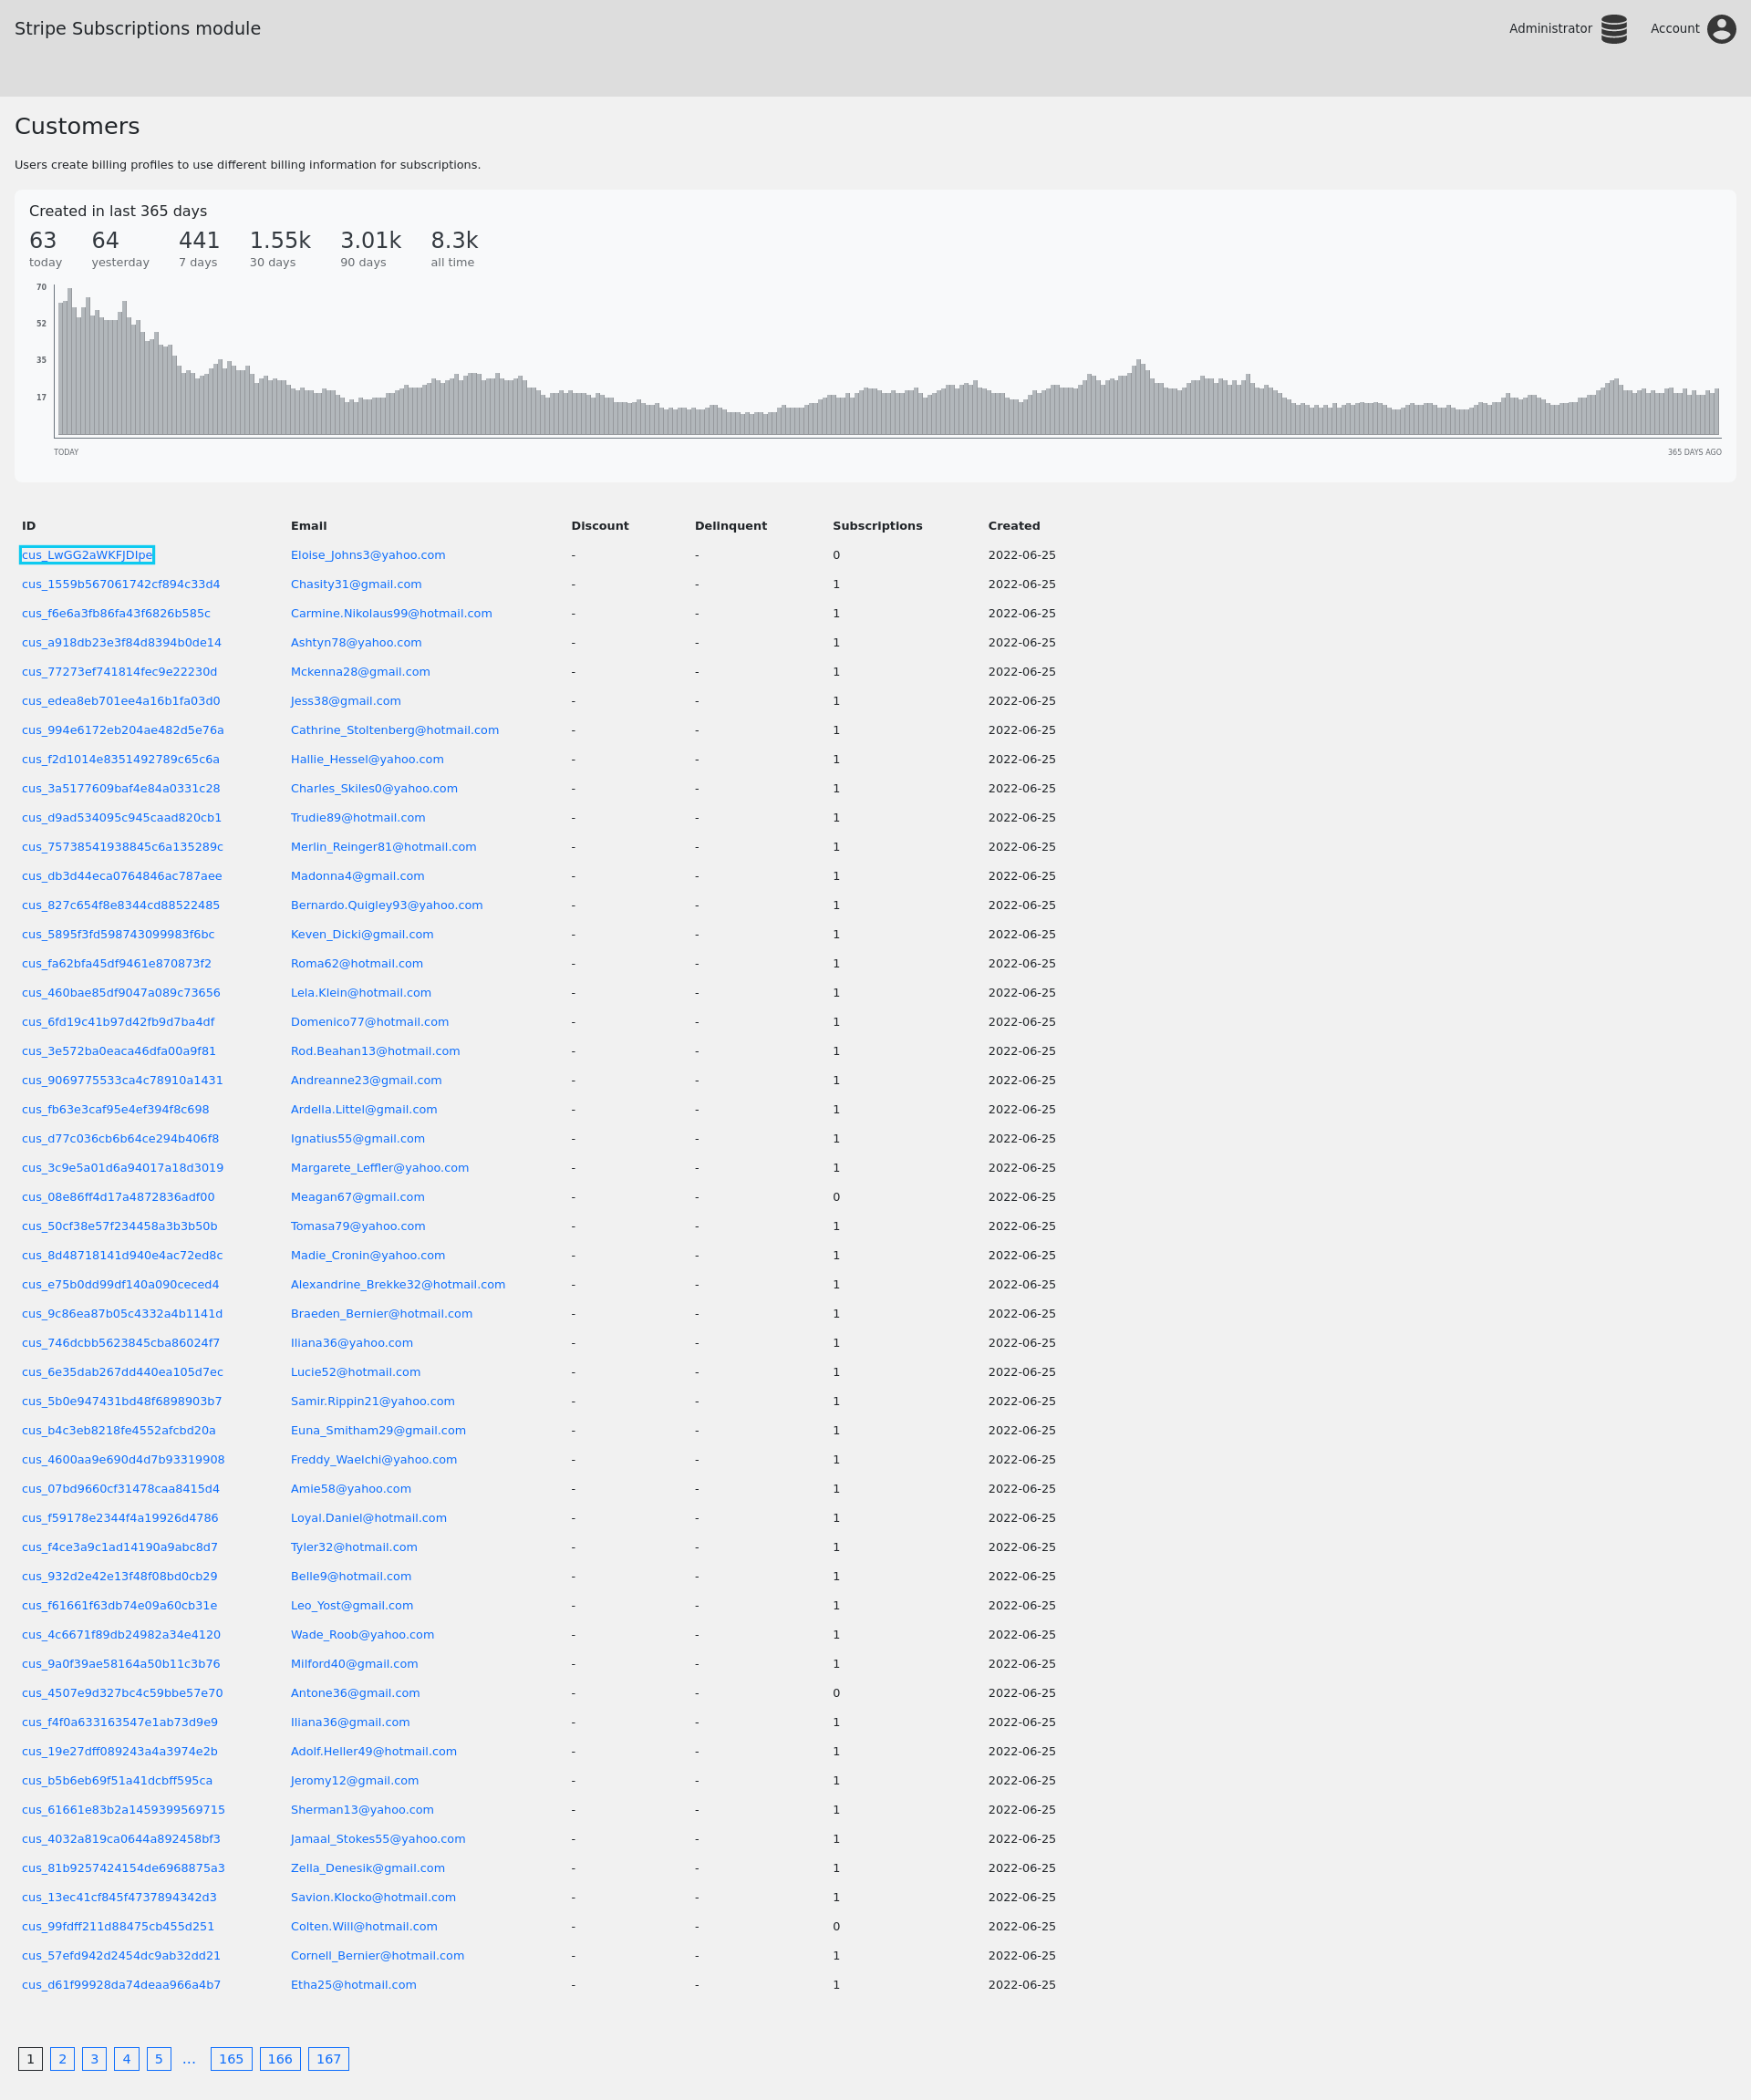 Stripe Subscriptions module Administrator Account
Customers
Users create billing profiles to use different billing information for subscriptions.
Created in last 365 days
63 64 441 1.55k 3.01k 8.3k
today yesterday 7 days 30 days 90 days all time
70
52
35
17
TODAY 365 DAYS AGO
ID Email Discount Delinquent Subscriptions Created
cus_LwGG2aWKFJDIpe Eloise_Johns3@yahoo.com - - 0 2022-06-25
cus_1559b567061742cf894c33d4 Chasity31@gmail.com - - 1 2022-06-25
cus_f6e6a3fb86fa43f6826b585c Carmine.Nikolaus99@hotmail.com - - 1 2022-06-25
cus_a918db23e3f84d8394b0de14 Ashtyn78@yahoo.com - - 1 2022-06-25
cus_77273ef741814fec9e22230d Mckenna28@gmail.com - - 1 2022-06-25
cus_edea8eb701ee4a16b1fa03d0 Jess38@gmail.com - - 1 2022-06-25
cus_994e6172eb204ae482d5e76a Cathrine_Stoltenberg@hotmail.com - - 1 2022-06-25
cus_f2d1014e8351492789c65c6a Hallie_Hessel@yahoo.com - - 1 2022-06-25
cus_3a5177609baf4e84a0331c28 Charles_Skiles0@yahoo.com - - 1 2022-06-25
cus_d9ad534095c945caad820cb1 Trudie89@hotmail.com - - 1 2022-06-25
cus_75738541938845c6a135289c Merlin_Reinger81@hotmail.com - - 1 2022-06-25
cus_db3d44eca0764846ac787aee Madonna4@gmail.com - - 1 2022-06-25
cus_827c654f8e8344cd88522485 Bernardo.Quigley93@yahoo.com - - 1 2022-06-25
cus_5895f3fd598743099983f6bc Keven_Dicki@gmail.com - - 1 2022-06-25
cus_fa62bfa45df9461e870873f2 Roma62@hotmail.com - - 1 2022-06-25
cus_460bae85df9047a089c73656 Lela.Klein@hotmail.com - - 1 2022-06-25
cus_6fd19c41b97d42fb9d7ba4df Domenico77@hotmail.com - - 1 2022-06-25
cus_3e572ba0eaca46dfa00a9f81 Rod.Beahan13@hotmail.com - - 1 2022-06-25
cus_9069775533ca4c78910a1431 Andreanne23@gmail.com - - 1 2022-06-25
cus_fb63e3caf95e4ef394f8c698 Ardella.Littel@gmail.com - - 1 2022-06-25
cus_d77c036cb6b64ce294b406f8 Ignatius55@gmail.com - - 1 2022-06-25
cus_3c9e5a01d6a94017a18d3019 Margarete_Leffler@yahoo.com - - 1 2022-06-25
cus_08e86ff4d17a4872836adf00 Meagan67@gmail.com - - 0 2022-06-25
cus_50cf38e57f234458a3b3b50b Tomasa79@yahoo.com - - 1 2022-06-25
cus_8d48718141d940e4ac72ed8c Madie_Cronin@yahoo.com - - 1 2022-06-25
cus_e75b0dd99df140a090ceced4 Alexandrine_Brekke32@hotmail.com - - 1 2022-06-25
cus_9c86ea87b05c4332a4b1141d Braeden_Bernier@hotmail.com - - 1 2022-06-25
cus_746dcbb5623845cba86024f7 Iliana36@yahoo.com - - 1 2022-06-25
cus_6e35dab267dd440ea105d7ec Lucie52@hotmail.com - - 1 2022-06-25
cus_5b0e947431bd48f6898903b7 Samir.Rippin21@yahoo.com - - 1 2022-06-25
cus_b4c3eb8218fe4552afcbd20a Euna_Smitham29@gmail.com - - 1 2022-06-25
cus_4600aa9e690d4d7b93319908 Freddy_Waelchi@yahoo.com - - 1 2022-06-25
cus_07bd9660cf31478caa8415d4 Amie58@yahoo.com - - 1 2022-06-25
cus_f59178e2344f4a19926d4786 Loyal.Daniel@hotmail.com - - 1 2022-06-25
cus_f4ce3a9c1ad14190a9abc8d7 Tyler32@hotmail.com - - 1 2022-06-25
cus_932d2e42e13f48f08bd0cb29 Belle9@hotmail.com - - 1 2022-06-25
cus_f61661f63db74e09a60cb31e Leo_Yost@gmail.com - - 1 2022-06-25
cus_4c6671f89db24982a34e4120 Wade_Roob@yahoo.com - - 1 2022-06-25
cus_9a0f39ae58164a50b11c3b76 Milford40@gmail.com - - 1 2022-06-25
cus_4507e9d327bc4c59bbe57e70 Antone36@gmail.com - - 0 2022-06-25
cus_f4f0a633163547e1ab73d9e9 Iliana36@gmail.com - - 1 2022-06-25
cus_19e27dff089243a4a3974e2b Adolf.Heller49@hotmail.com - - 1 2022-06-25
cus_b5b6eb69f51a41dcbff595ca Jeromy12@gmail.com - - 1 2022-06-25
cus_61661e83b2a1459399569715 Sherman13@yahoo.com - - 1 2022-06-25
cus_4032a819ca0644a892458bf3 Jamaal_Stokes55@yahoo.com - - 1 2022-06-25
cus_81b9257424154de6968875a3 Zella_Denesik@gmail.com - - 1 2022-06-25
cus_13ec41cf845f4737894342d3 Savion.Klocko@hotmail.com - - 1 2022-06-25
cus_99fdff211d88475cb455d251 Colten.Will@hotmail.com - - 0 2022-06-25
cus_57efd942d2454dc9ab32dd21 Cornell_Bernier@hotmail.com - - 1 2022-06-25
cus_d61f99928da74deaa966a4b7 Etha25@hotmail.com - - 1 2022-06-25
1 2 3 4 5 … 165 166 167